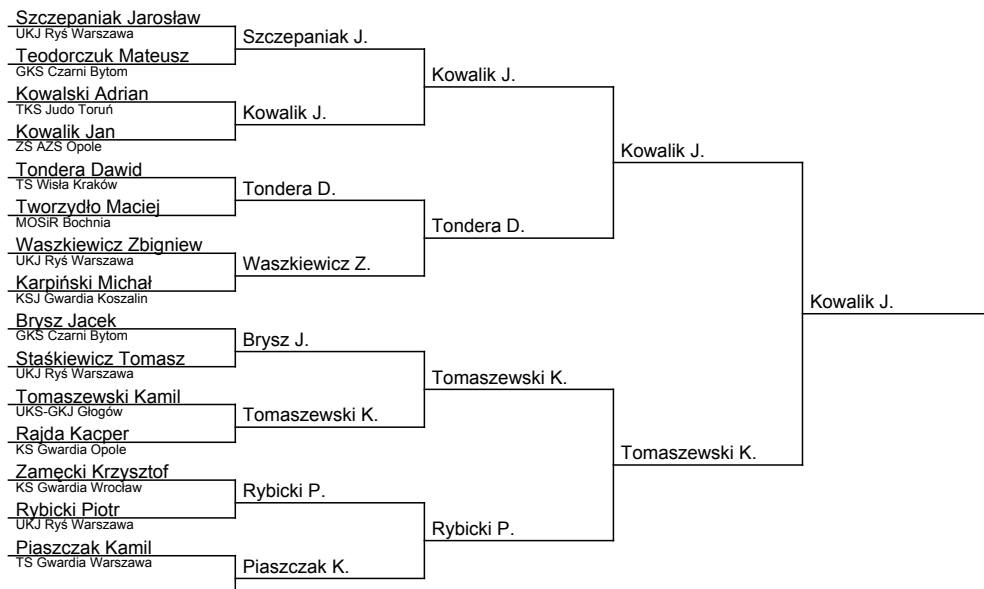 Szczepaniak Jarosław
UKJ Ryś Warszawa
Teodorczuk Mateusz
GKS Czarni Bytom
Kowalski Adrian
TKS Judo Toruń
Kowalik Jan
ZS AZS Opole
Tondera Dawid
TS Wisła Kraków
Tworzydło Maciej
MOSiR Bochnia
Waszkiewicz Zbigniew
UKJ Ryś Warszawa
Karpiński Michał
KSJ Gwardia Koszalin
Brysz Jacek
GKS Czarni Bytom
Staśkiewicz Tomasz
UKJ Ryś Warszawa
Tomaszewski Kamil
UKS-GKJ Głogów
Rajda Kacper
KS Gwardia Opole
Zamęcki Krzysztof
KS Gwardia Wrocław
Rybicki Piotr
UKJ Ryś Warszawa
Piaszczak Kamil
TS Gwardia Warszawa
Szczepaniak J.
Kowalik J.
Tondera D.
Waszkiewicz Z.
Brysz J.
Tomaszewski K.
Rybicki P.
Piaszczak K.
Kowalik J.
Tondera D.
Tomaszewski K.
Rybicki P.
Kowalik J.
Tomaszewski K.
Kowalik J.